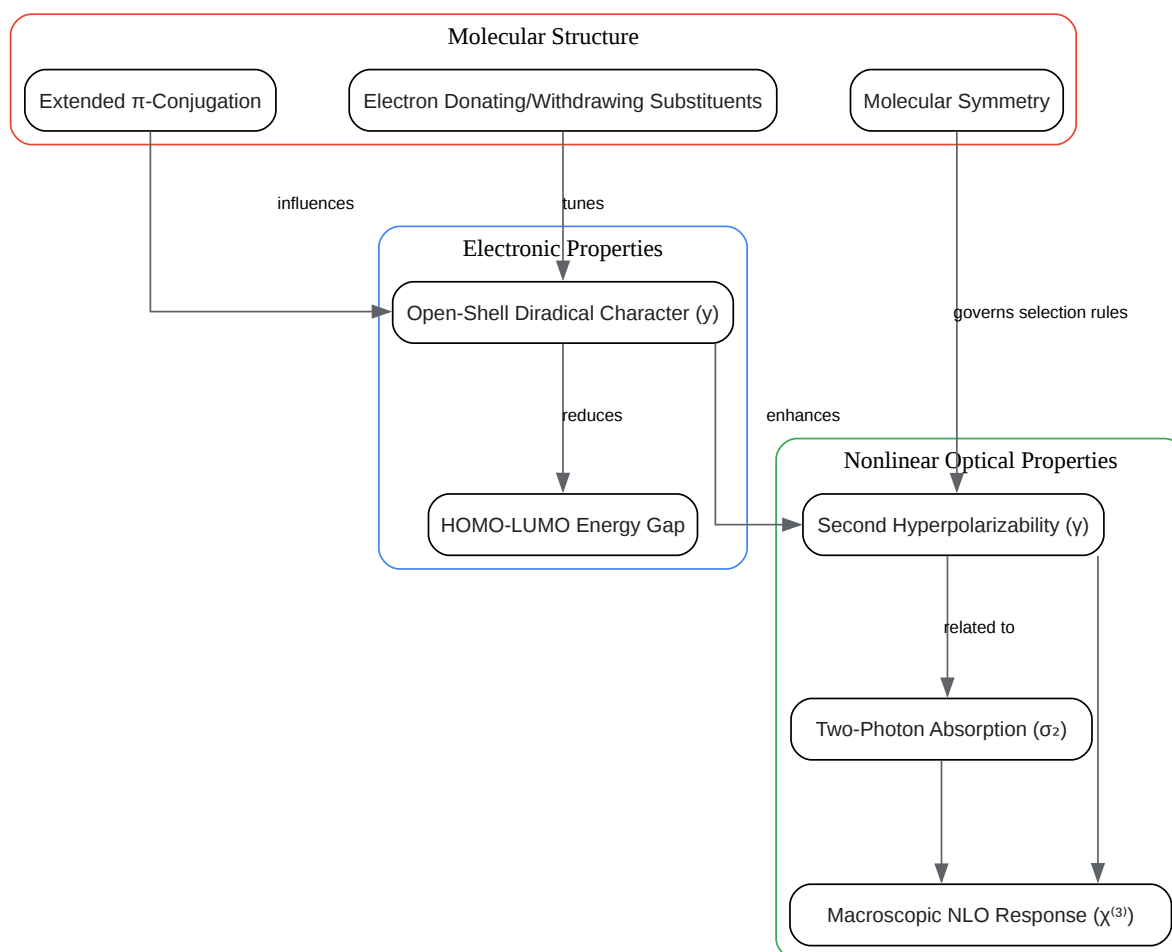 Molecular Structure
Extended π-Conjugation
Electron Donating/Withdrawing Substituents
Molecular Symmetry
influences
tunes
Electronic Properties
Open-Shell Diradical Character (y)
governs selection rules
reduces
enhances
Nonlinear Optical Properties
HOMO-LUMO Energy Gap
Second Hyperpolarizability (γ)
related to
Two-Photon Absorption (σ₂)
Macroscopic NLO Response (χ⁽³⁾)